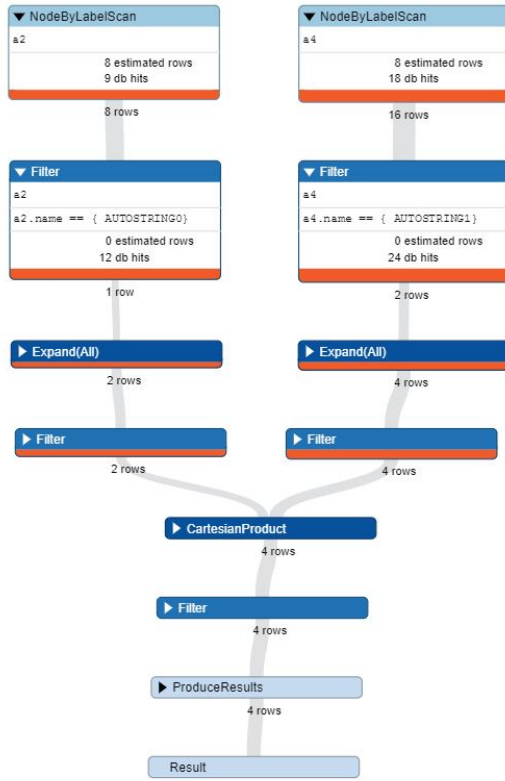 NodeByLabelScan
a2
8 estimated rows
9 db hits
8 rows
Filter
a2
a2.name == { AUTOSTRING0}
0 estimated rows
12 db hits
1 row
Expand(All)
2 rows
Filter
2 rows
NodeByLabelScan
a4
8 estimated rows
18 db hits
16 rows
Filter
a4
a4.name == { AUTOSTRING1}
0 estimated rows
24 db hits
2 rows
Expand(All)
4 rows
Filter
4 rows
CartesianProduct
4 rows
Filter
4 rows
ProduceResults
4 rows
Result